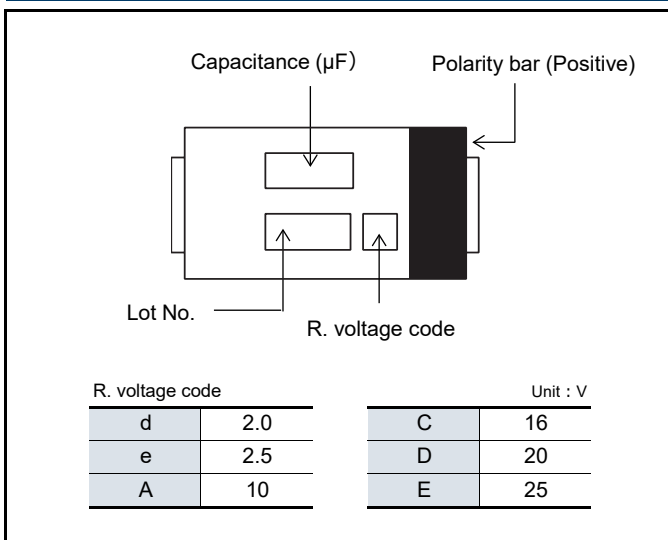 Capacitance (μF)
Polarity bar (Positive)
Lot No.
R. voltage code
R. voltage code
Unit : V
d 2.0 C 16
e 2.5 D 20
A 10 E 25